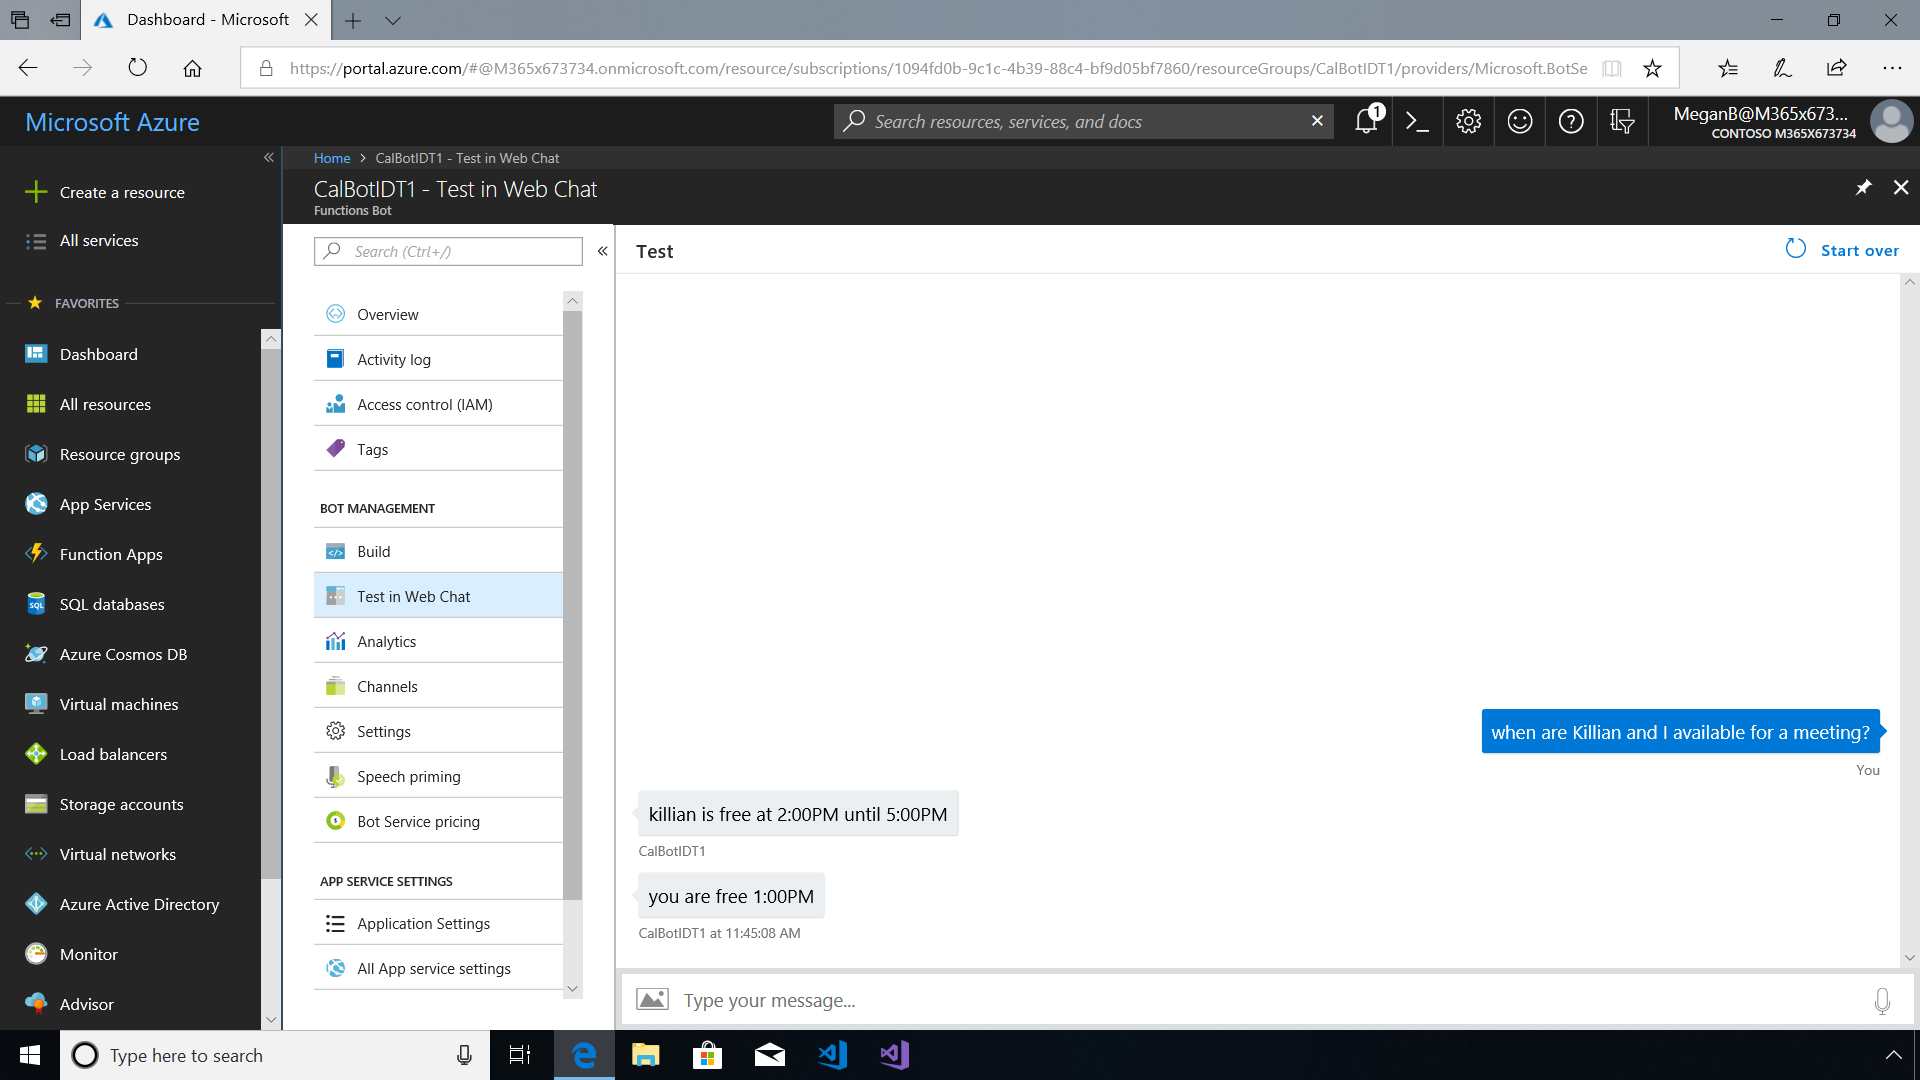 Dashboard - Microsoft
https://portal.azure.com/#@M365x673734.onmicrosoft.com/resource/subscriptions/1094fd0b-9c1c-4b39-88c4-bf9d05bf7860/resourceGroups/CalBotIDT1/providers/Microsoft.BotSe
Microsoft Azure
Search resources, services, and docs
1
MeganB@M365x673...
CONTOSO M365X673734
Home > CalBotIDT1 - Test in Web Chat
CalBotIDT1 - Test in Web Chat
Functions Bot
Create a resource
All services
FAVORITES
Dashboard
All resources
Resource groups
App Services
Function Apps
SQL databases
Azure Cosmos DB
Virtual machines
Load balancers
Storage accounts
Virtual networks
Azure Active Directory
Monitor
Advisor
Search (Ctrl+/)
Overview
Activity log
Access control (IAM)
Tags
BOT MANAGEMENT
Build
Test in Web Chat
Analytics
Channels
Settings
Speech priming
Bot Service pricing
APP SERVICE SETTINGS
Application Settings
All App service settings
Test
Start over
when are Killian and I available for a meeting?
You
killian is free at 2:00PM until 5:00PM
CalBotIDT1
you are free 1:00PM
CalBotIDT1 at 11:45:08 AM
Type your message...
Type here to search